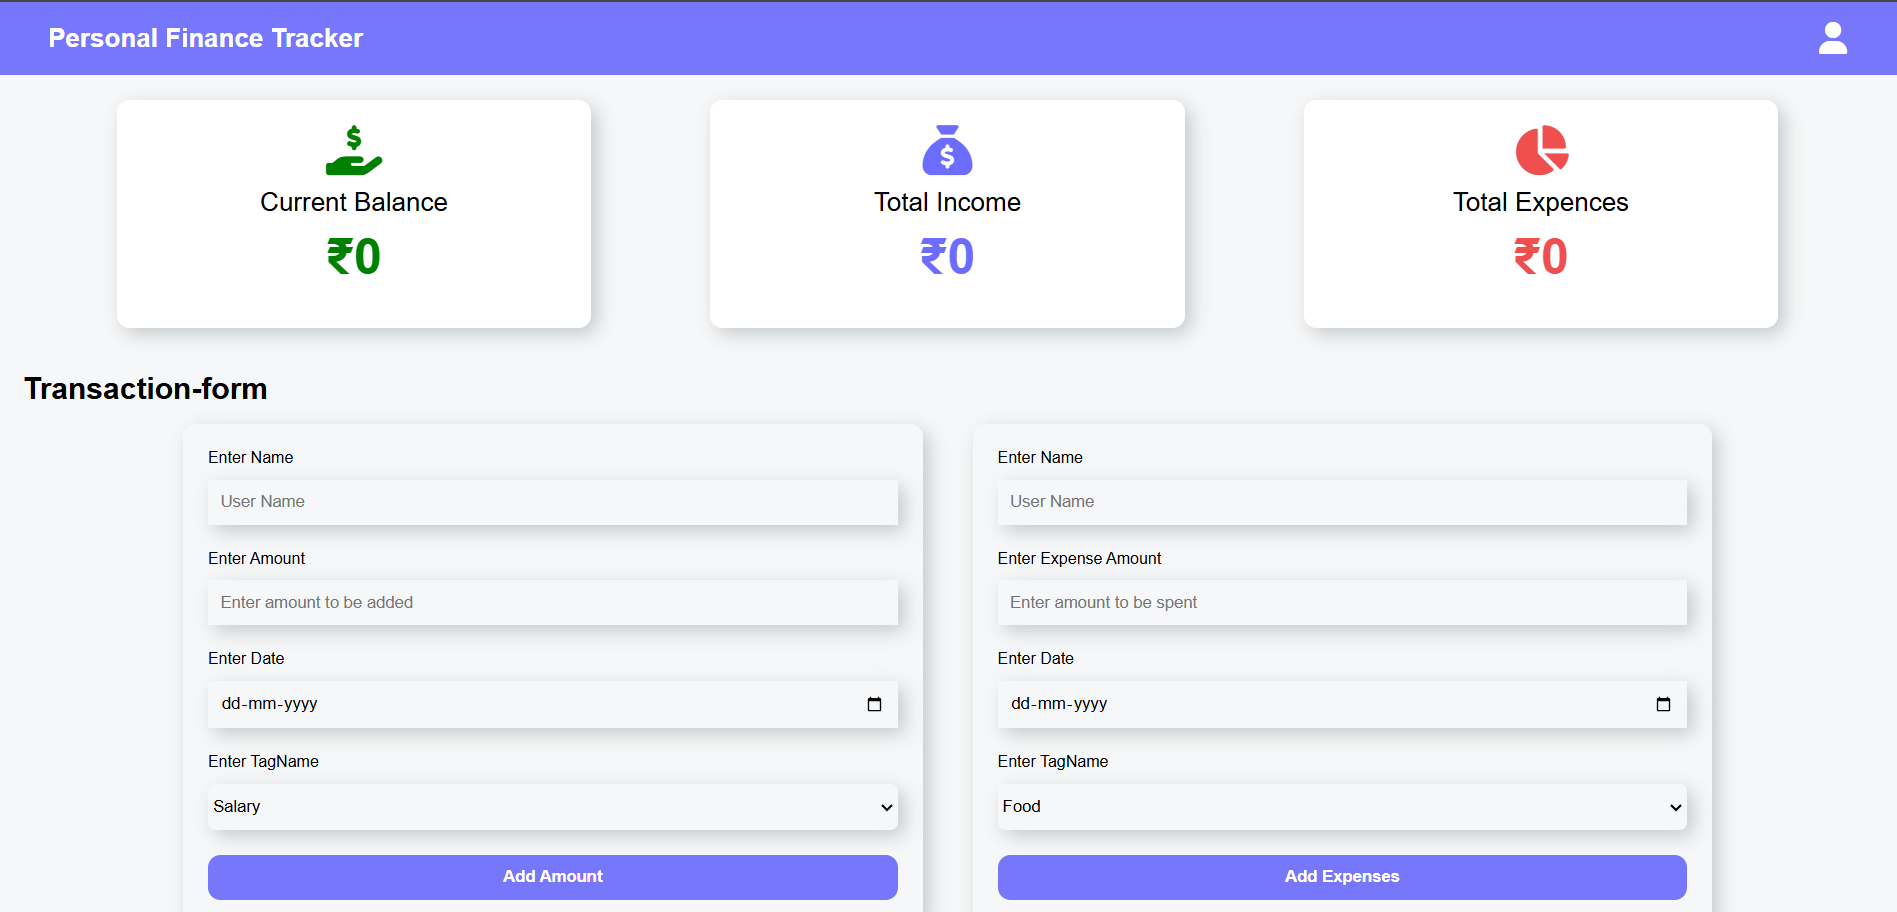 Personal Finance Tracker
$
Current Balance
₹0
$
Total Income
₹0
Total Expences
₹0
Transaction-form
Enter Name
User Name
Enter Amount
Enter amount to be added
Enter Date
dd-mm-yyyy
Enter TagName
Salary
Add Amount
Enter Name
User Name
Enter Expense Amount
Enter amount to be spent
Enter Date
dd-mm-yyyy
Enter TagName
Food
Add Expenses